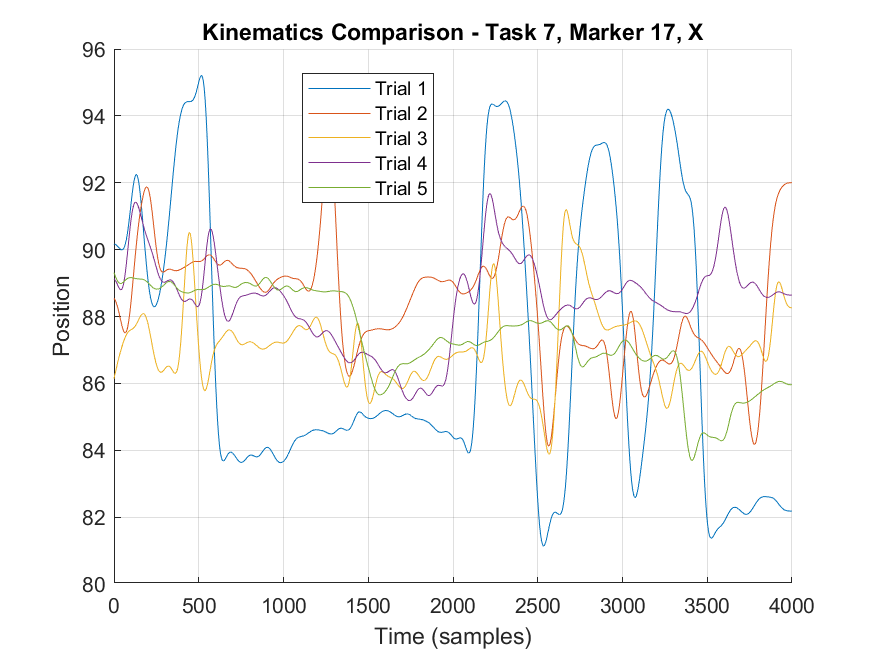 Kinematics Comparison - Task 7, Marker 17, X
96
94
92
90
88
86
84
82
80
Position
Trial 1
Trial 2
Trial 3
Trial 4
Trial 5
0 500 1000 1500 2000 2500 3000 3500 4000
Time (samples)